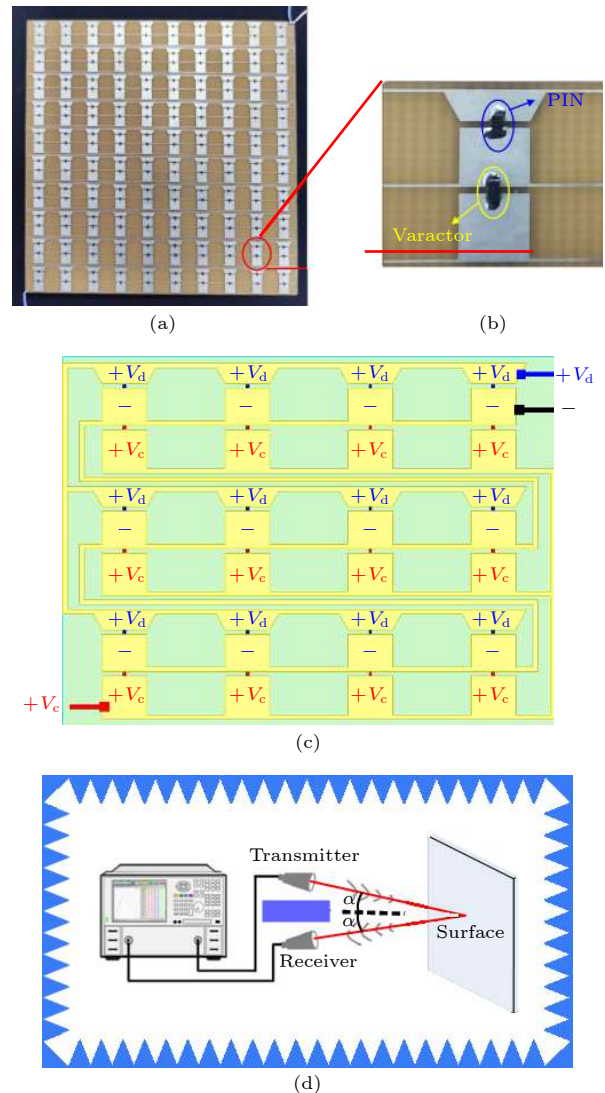 PIN
Varactor
(a)
(b)
+Vd +Vd +Vd +Vd +Vd
− − − − −
+Vc +Vc +Vc +Vc
+Vd +Vd +Vd +Vd
− − − −
+Vc +Vc +Vc +Vc
+Vd +Vd +Vd +Vd
− − − −
+Vc +Vc +Vc +Vc +Vc
(c)
Transmitter
α
α
Surface
Receiver
(d)